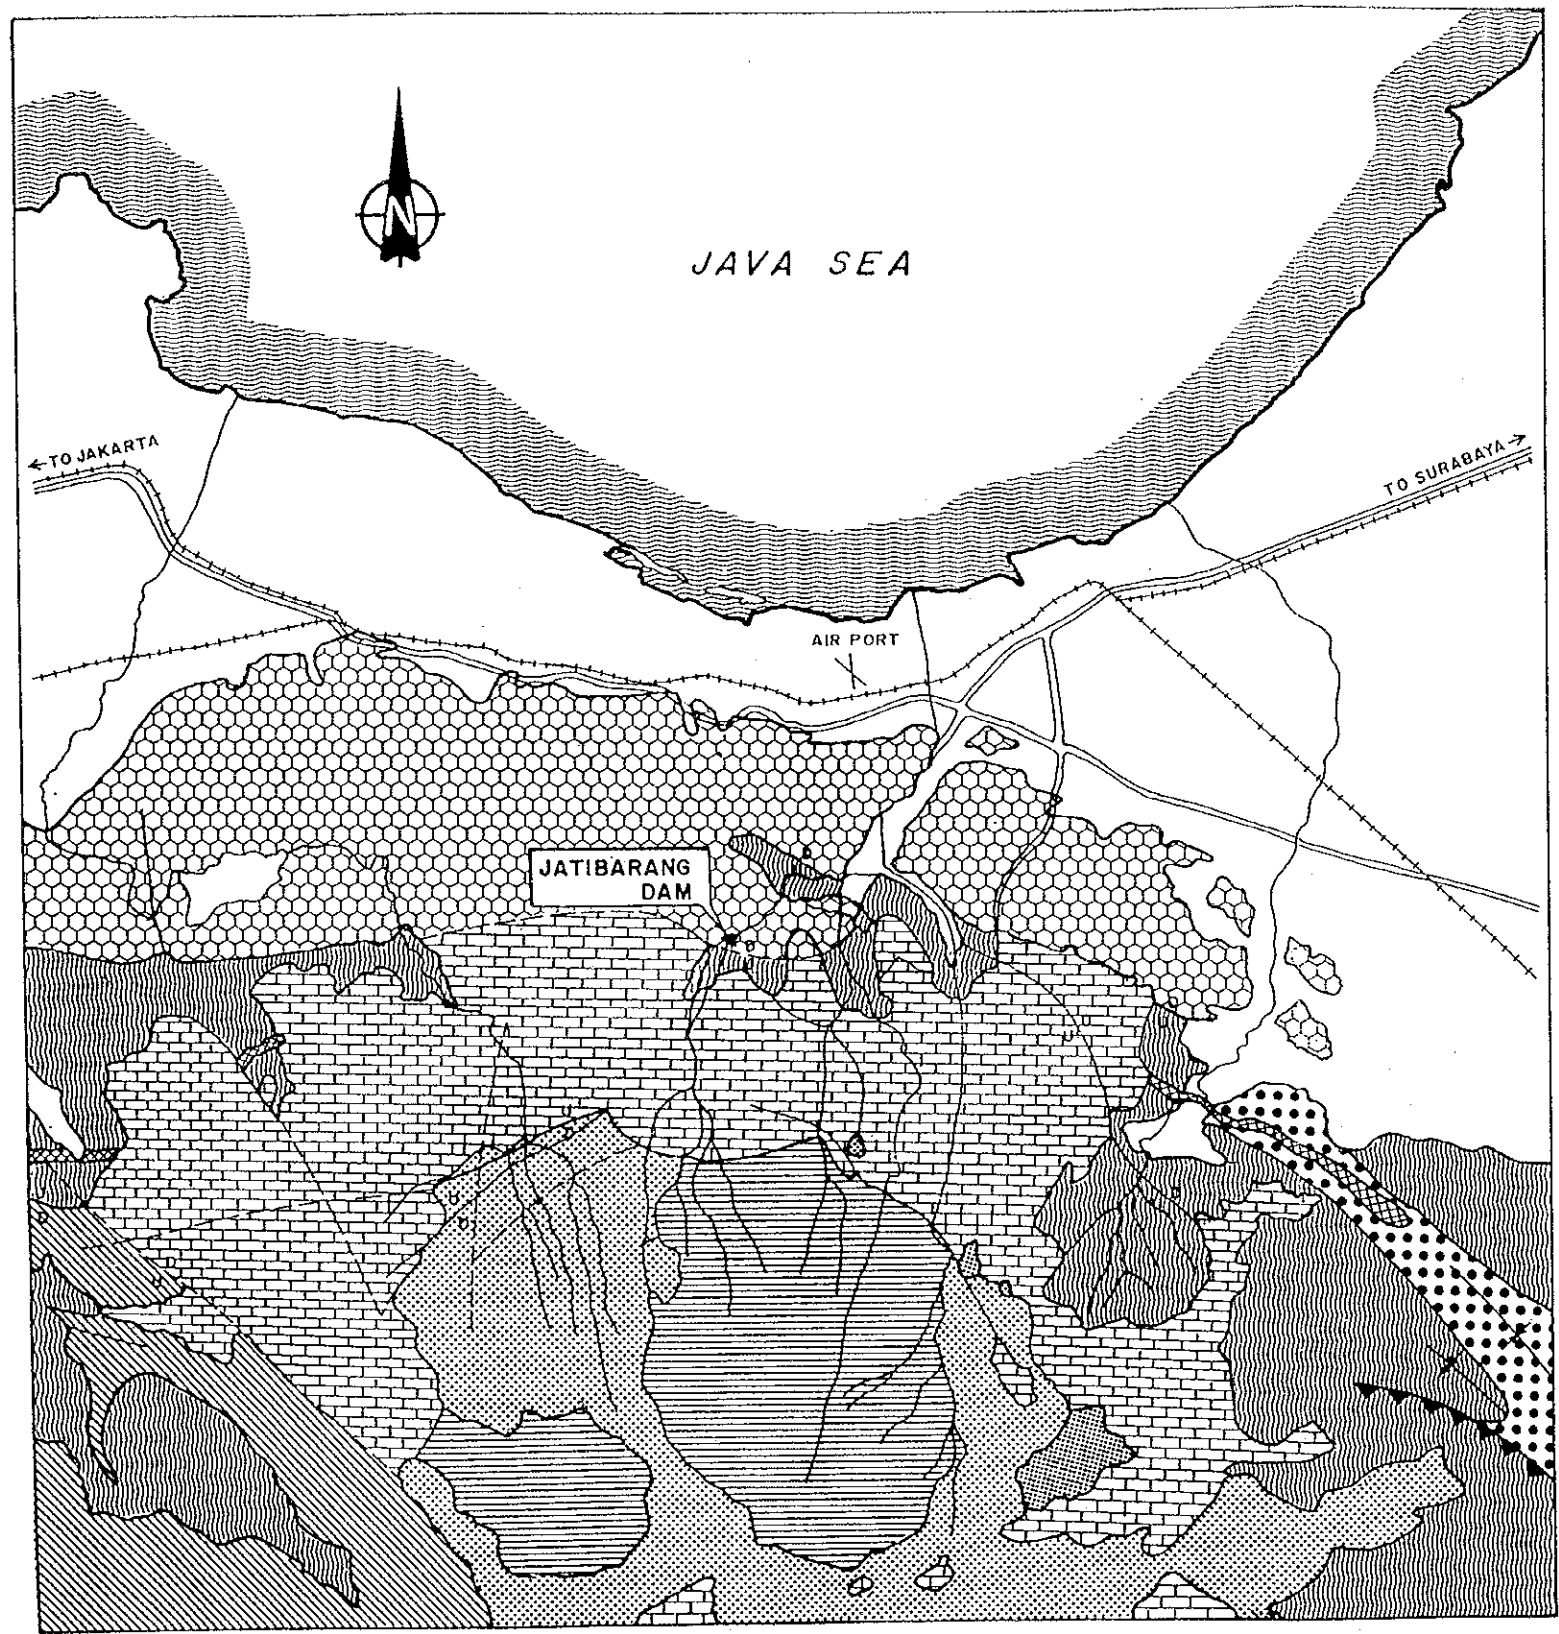 N
JAVA SEA
←TO JAKARTA
TO SURABAYA→
AIR PORT
JATIBARANG
DAM
D
D
U
U
U
D
D